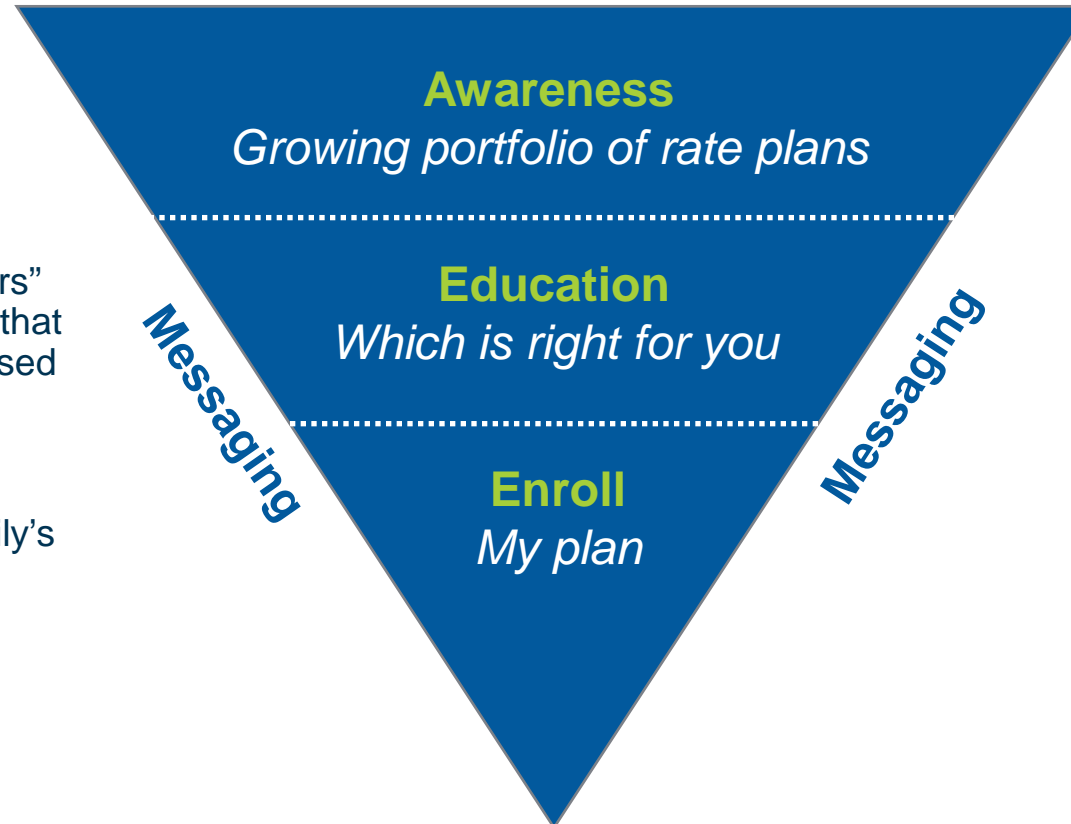 Awareness
Growing portfolio of rate plans
rs”
that
sed
ly’s
Messaging
Education
Which is right for you
Messaging
Enroll
My plan